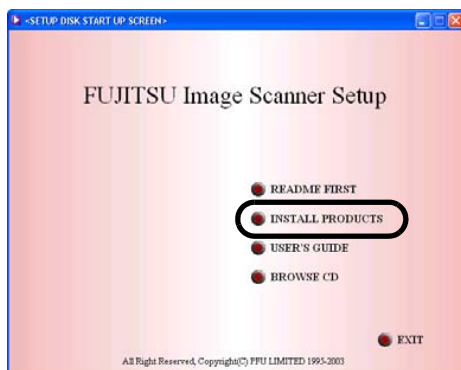 <SETUP DISK START UP SCREEN>
FUJITSU Image Scanner Setup
README FIRST
INSTALL PRODUCTS
USER'S GUIDE
BROWSE CD
EXIT
All Right Reserved, Copyright(C) PFU LIMITED 1995-2003